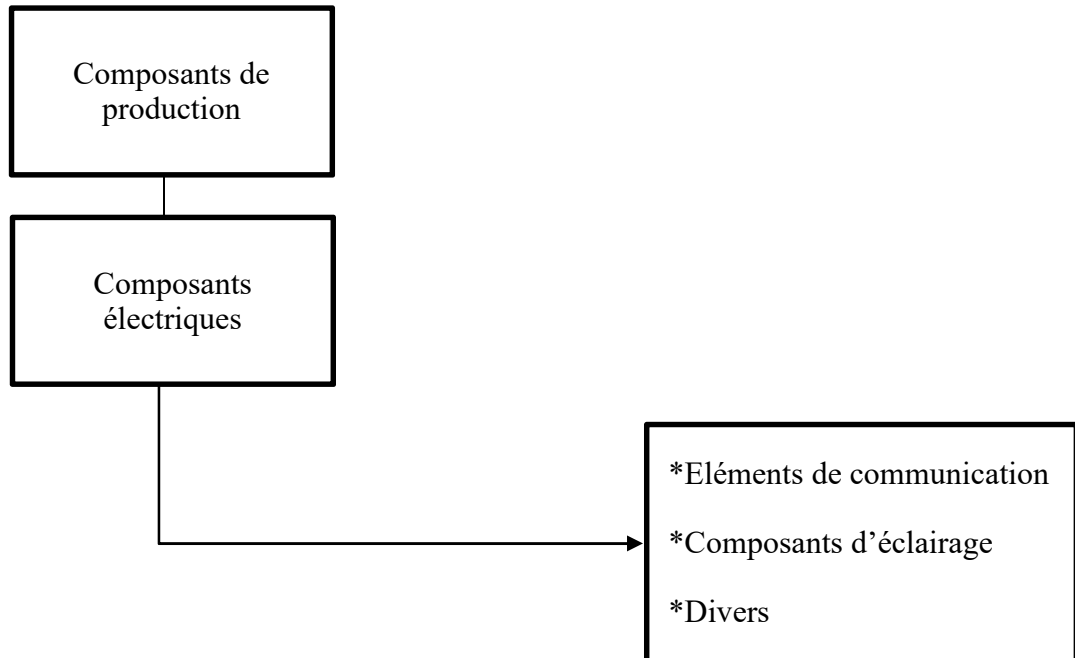 Composants de
production
Composants
électriques
*Eléments de communication
*Composants d’éclairage
*Divers